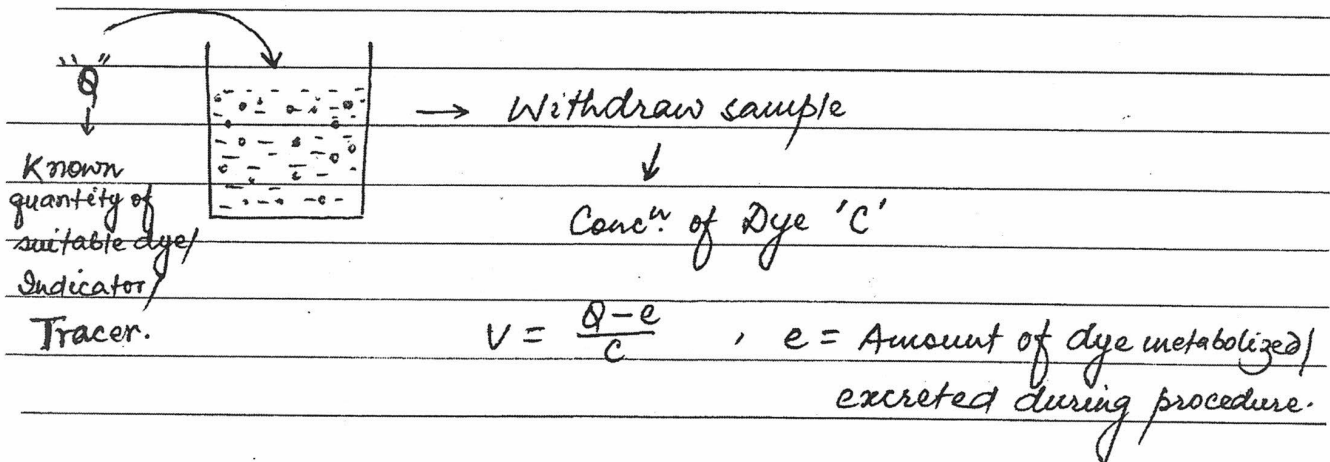 "Q"
Known
quantity of
suitable dye/
Indicator/
Tracer.
→ Withdraw sample
↓
Concⁿ. of Dye 'C'
V = (Q-e)/C , e = Amount of dye metabolized/
excreted during procedure.